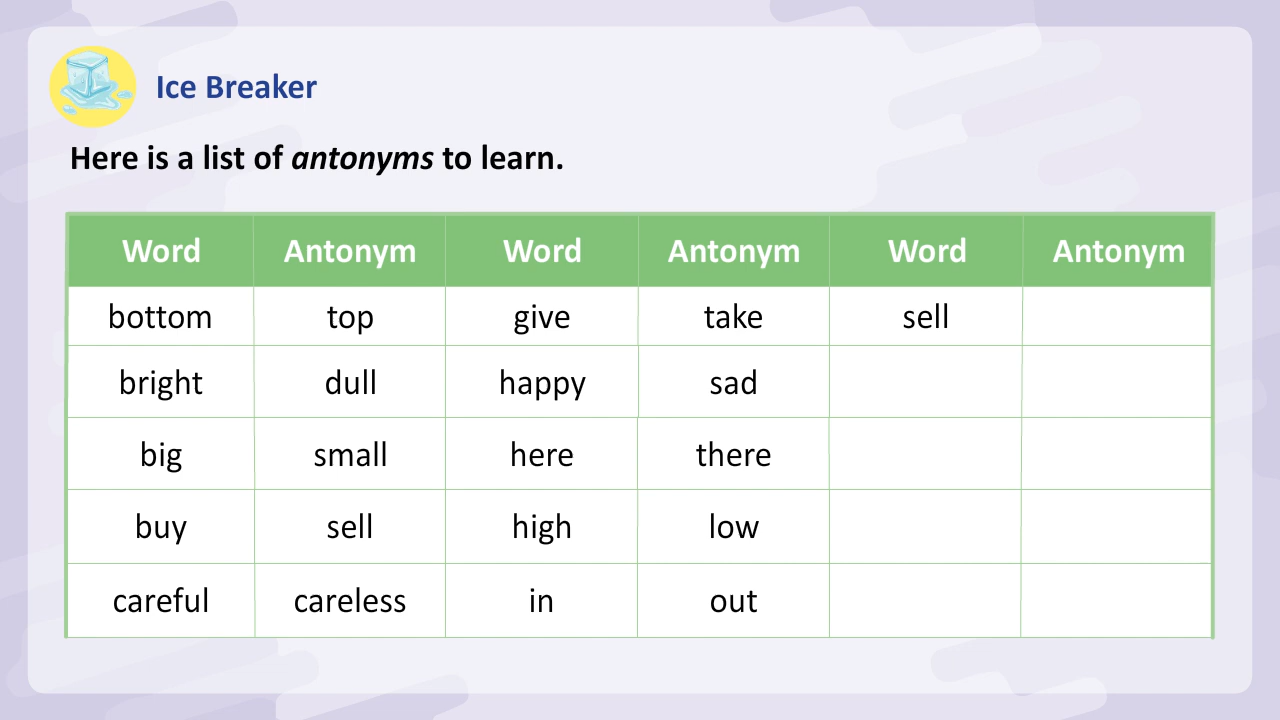 Ice Breaker
Here is a list of antonyms to learn.
Word Antonym Word Antonym Word Antonym
bottom top give take sell
bright dull happy sad
big small here there
buy sell high low
careful careless in out